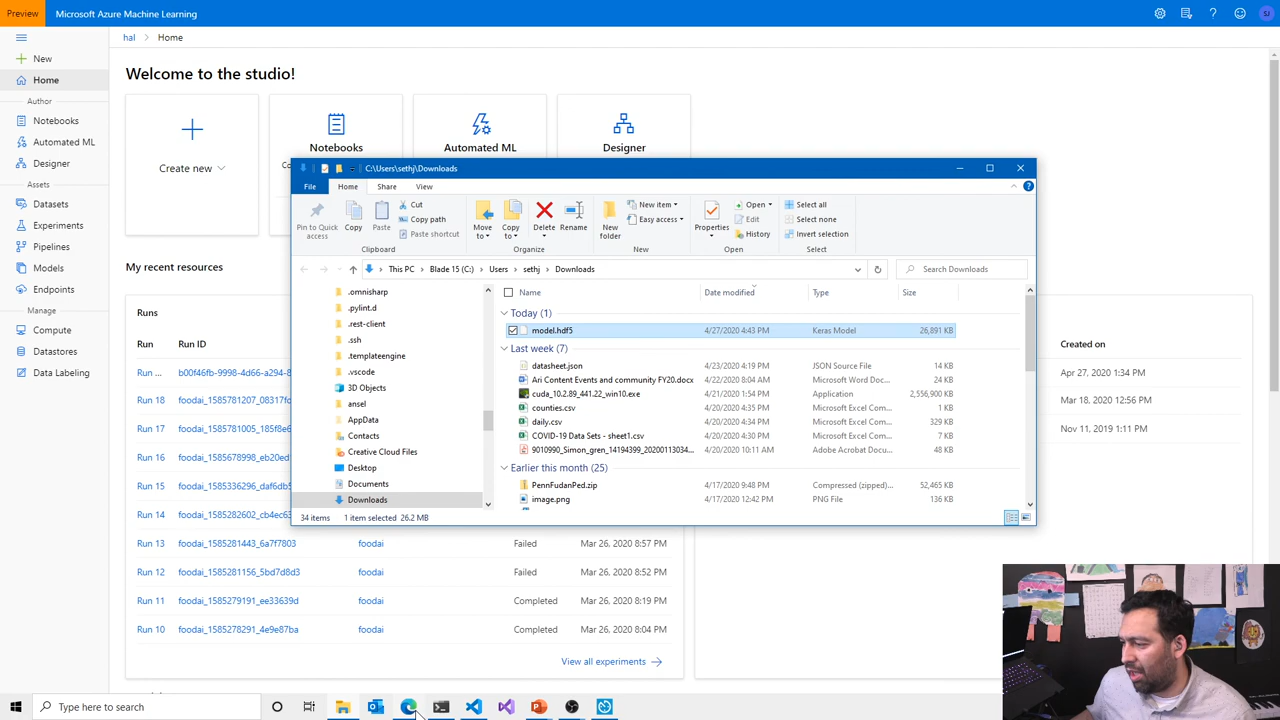 Preview
Microsoft Azure Machine Learning
SJ
hal > Home
New
Home
Author
Notebooks
Automated ML
Designer
Assets
Datasets
Experiments
Pipelines
Models
Endpoints
Manage
Compute
Datastores
Data Labeling
Welcome to the studio!
Create new
Notebooks
Automated ML
Designer
My recent resources
Runs
Run Run ID
Run ... b00f46fb-9998-4d66-a294-8
Run 18 foodai_1585781207_08317fc
Run 17 foodai_1585781005_185f8e
Run 16 foodai_1585678998_eb20ed
Run 15 foodai_1585336296_daf6db
Run 14 foodai_1585282602_cb4ec6
Run 13 foodai_1585281443_6a7f7803 foodai Failed Mar 26, 2020 8:57 PM
Run 12 foodai_1585281156_5bd7d8d3 foodai Failed Mar 26, 2020 8:52 PM
Run 11 foodai_1585279191_ee33639d foodai Completed Mar 26, 2020 8:19 PM
Run 10 foodai_1585278291_4e9e87ba foodai Completed Mar 26, 2020 8:04 PM
View all experiments
Created on
Apr 27, 2020 1:34 PM
Mar 18, 2020 12:56 PM
Nov 11, 2019 1:11 PM
C:\Users\sethj\Downloads
File Home Share View
Pin to Quick access
Copy
Paste
Cut
Copy path
Paste shortcut
Clipboard
Move to
Copy to
Delete
Rename
Organize
New folder
New item
Easy access
New
Properties
Open
Edit
History
Open
Select all
Select none
Invert selection
Select
This PC > Blade 15 (C:) > Users > sethj > Downloads
Search Downloads
.omnisharp
.pylint.d
.rest-client
.ssh
.templateengine
.vscode
3D Objects
ansel
AppData
Contacts
Creative Cloud Files
Desktop
Documents
Downloads
Name Date modified Type Size
Today (1)
model.hdf5 4/27/2020 4:43 PM Keras Model 26,891 KB
Last week (7)
datasheet.json 4/23/2020 4:19 PM JSON Source File 14 KB
Ari Content Events and community FY20.docx 4/22/2020 8:04 AM Microsoft Word Doc... 24 KB
cuda_10.2.89_441.22_win10.exe 4/21/2020 1:54 PM Application 2,556,900 KB
counties.csv 4/20/2020 4:35 PM Microsoft Excel Com... 1 KB
daily.csv 4/20/2020 4:34 PM Microsoft Excel Com... 329 KB
COVID-19 Data Sets - sheet1.csv 4/20/2020 4:30 PM Microsoft Excel Com... 7 KB
9010990_Simon_gren_14194399_20200113034... 4/20/2020 10:11 AM Adobe Acrobat Docu... 48 KB
Earlier this month (25)
PennFudanPed.zip 4/17/2020 9:48 PM Compressed (zipped)... 52,465 KB
image.png 4/17/2020 12:42 PM PNG File 136 KB
34 items 1 item selected 26.2 MB
Type here to search